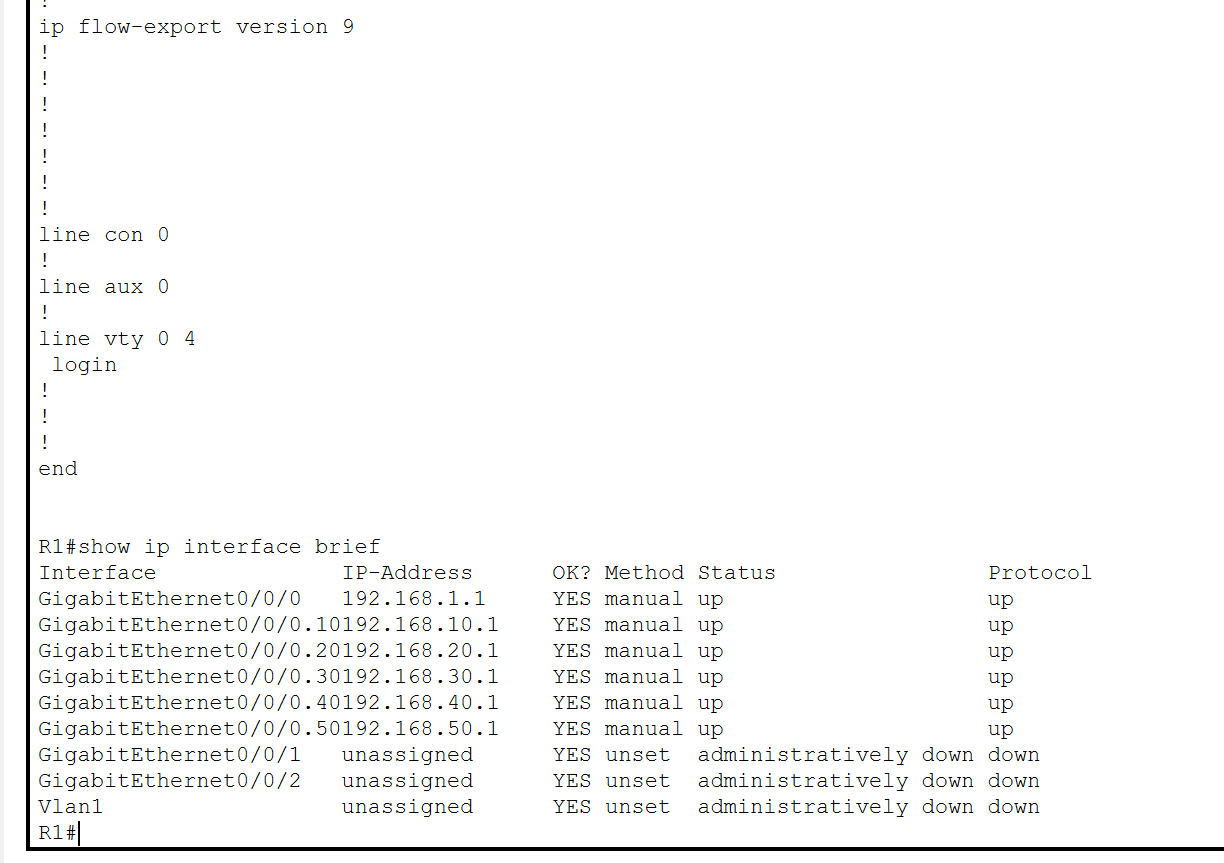 !
ip flow-export version 9
!
!
!
!
!
!
!
line con 0
!
line aux 0
!
line vty 0 4
 login
!
!
!
end
R1#show ip interface brief
Interface              IP-Address      OK? Method Status                Protocol
GigabitEthernet0/0/0   192.168.1.1     YES manual up                    up
GigabitEthernet0/0/0.10192.168.10.1    YES manual up                    up
GigabitEthernet0/0/0.20192.168.20.1    YES manual up                    up
GigabitEthernet0/0/0.30192.168.30.1    YES manual up                    up
GigabitEthernet0/0/0.40192.168.40.1    YES manual up                    up
GigabitEthernet0/0/0.50192.168.50.1    YES manual up                    up
GigabitEthernet0/0/1   unassigned      YES unset  administratively down down
GigabitEthernet0/0/2   unassigned      YES unset  administratively down down
Vlan1                  unassigned      YES unset  administratively down down
R1#